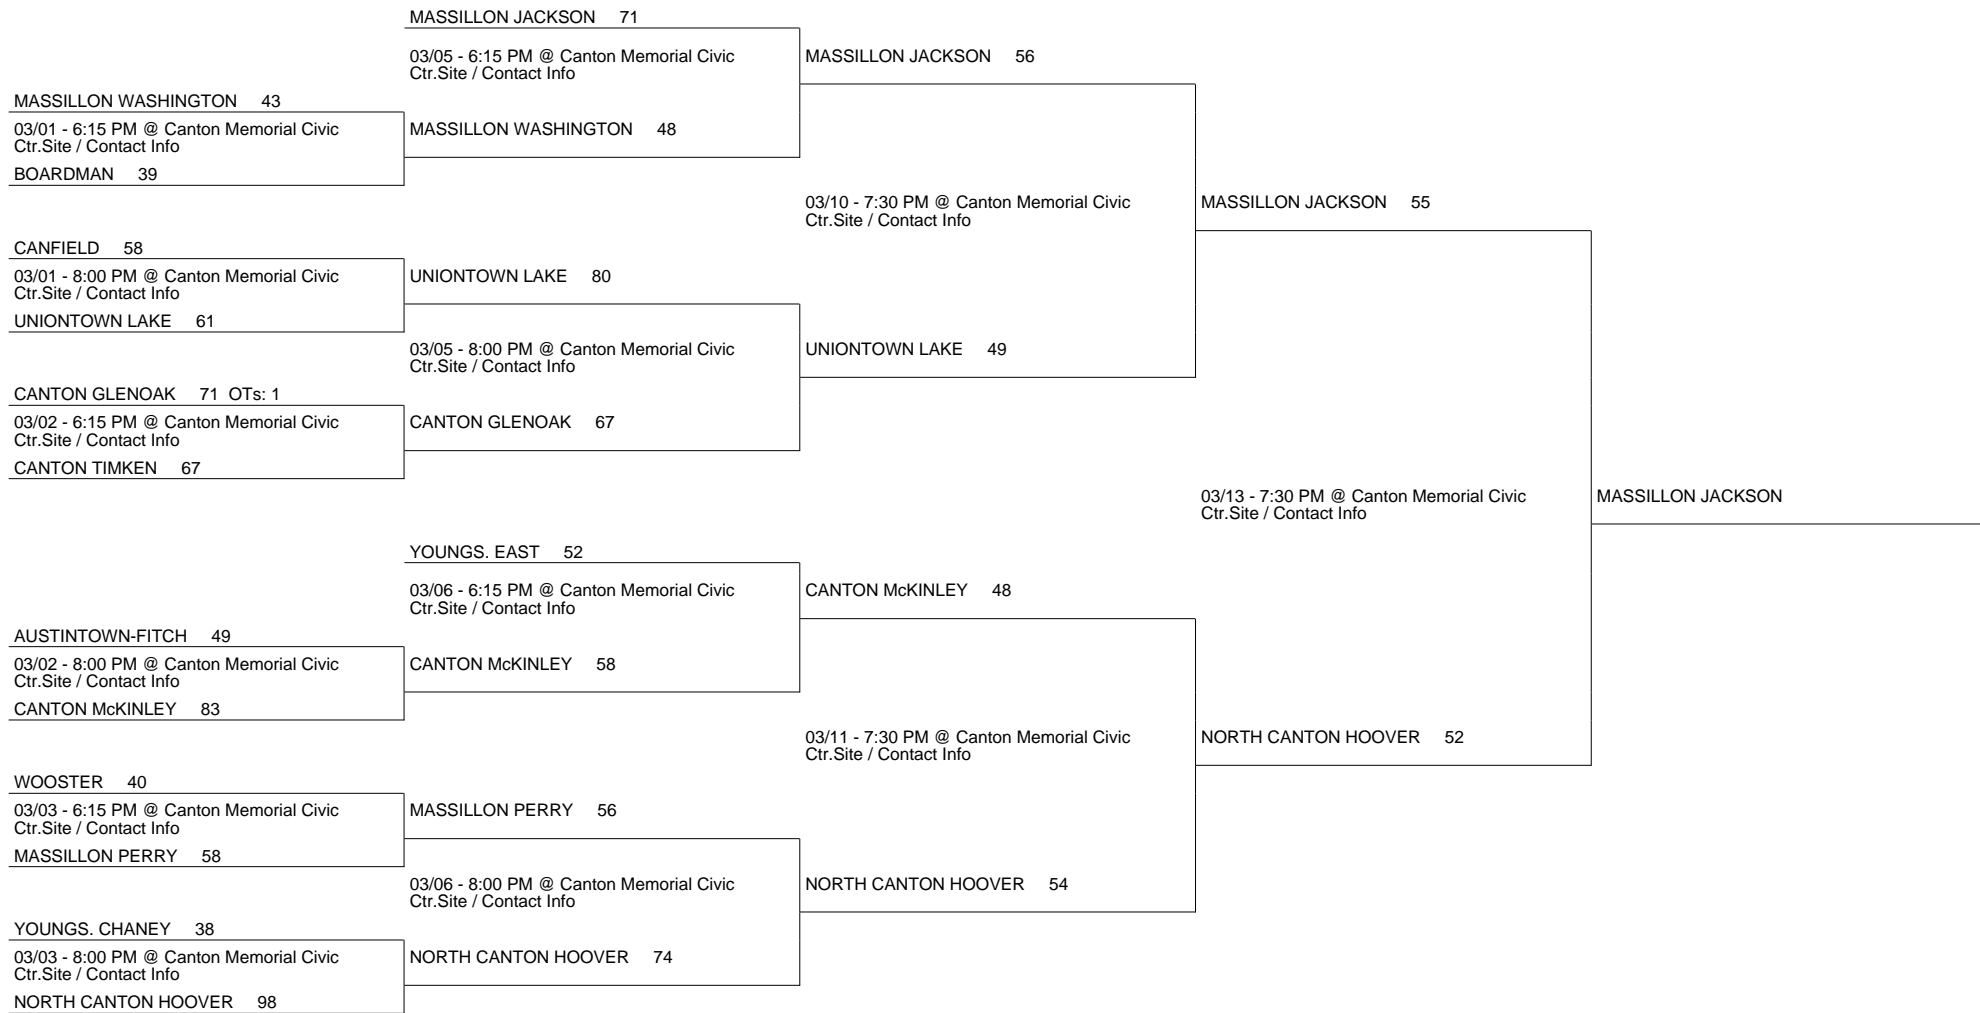 MASSILLON JACKSON 71
03/05 - 6:15 PM @ Canton Memorial Civic
Ctr.Site / Contact Info
MASSILLON JACKSON 56
MASSILLON WASHINGTON 43
03/01 - 6:15 PM @ Canton Memorial Civic
Ctr.Site / Contact Info
MASSILLON WASHINGTON 48
BOARDMAN 39
03/10 - 7:30 PM @ Canton Memorial Civic
Ctr.Site / Contact Info
MASSILLON JACKSON 55
CANFIELD 58
03/01 - 8:00 PM @ Canton Memorial Civic
Ctr.Site / Contact Info
UNIONTOWN LAKE 80
UNIONTOWN LAKE 61
03/05 - 8:00 PM @ Canton Memorial Civic
Ctr.Site / Contact Info
UNIONTOWN LAKE 49
CANTON GLENOAK 71 OTs: 1
03/02 - 6:15 PM @ Canton Memorial Civic
Ctr.Site / Contact Info
CANTON GLENOAK 67
CANTON TIMKEN 67
03/13 - 7:30 PM @ Canton Memorial Civic
Ctr.Site / Contact Info
MASSILLON JACKSON
YOUNGS. EAST 52
03/06 - 6:15 PM @ Canton Memorial Civic
Ctr.Site / Contact Info
CANTON McKINLEY 48
AUSTINTOWN-FITCH 49
03/02 - 8:00 PM @ Canton Memorial Civic
Ctr.Site / Contact Info
CANTON McKINLEY 58
CANTON McKINLEY 83
03/11 - 7:30 PM @ Canton Memorial Civic
Ctr.Site / Contact Info
NORTH CANTON HOOVER 52
WOOSTER 40
03/03 - 6:15 PM @ Canton Memorial Civic
Ctr.Site / Contact Info
MASSILLON PERRY 56
MASSILLON PERRY 58
03/06 - 8:00 PM @ Canton Memorial Civic
Ctr.Site / Contact Info
NORTH CANTON HOOVER 54
YOUNGS. CHANEY 38
03/03 - 8:00 PM @ Canton Memorial Civic
Ctr.Site / Contact Info
NORTH CANTON HOOVER 74
NORTH CANTON HOOVER 98